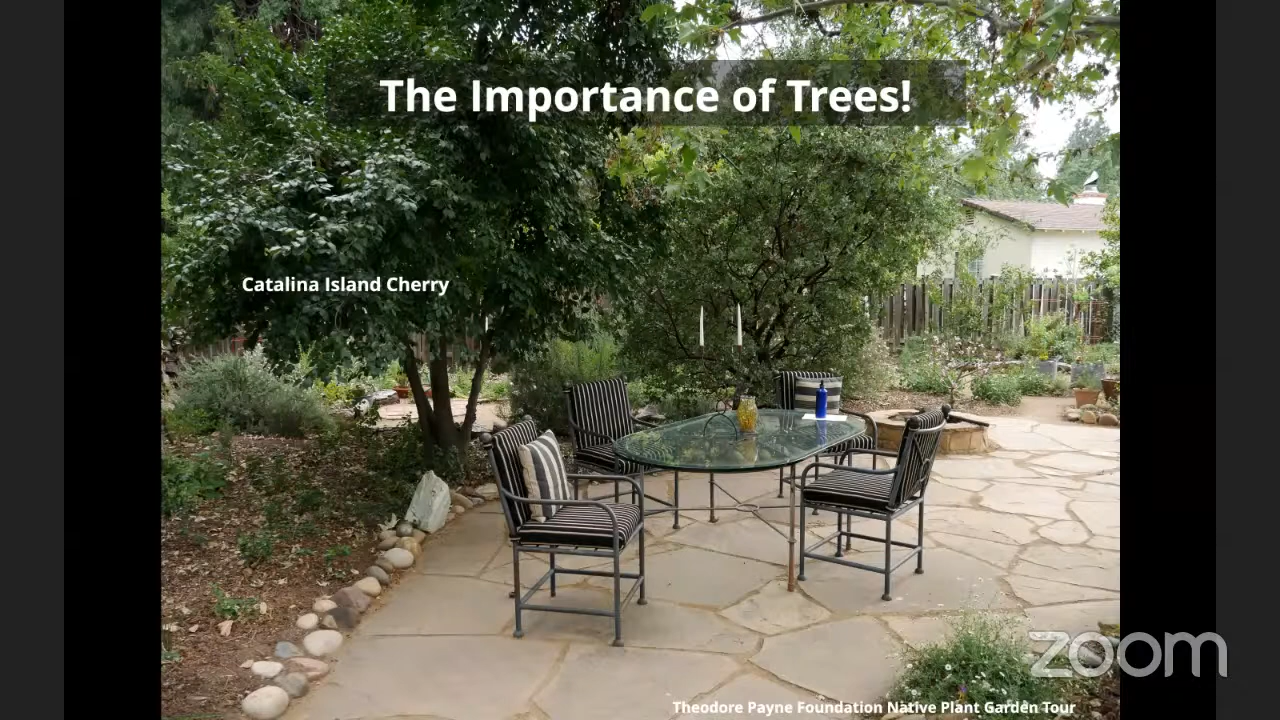 The Importance of Trees!
Catalina Island Cherry
zoom
Theodore Payne Foundation Native Plant Garden Tour